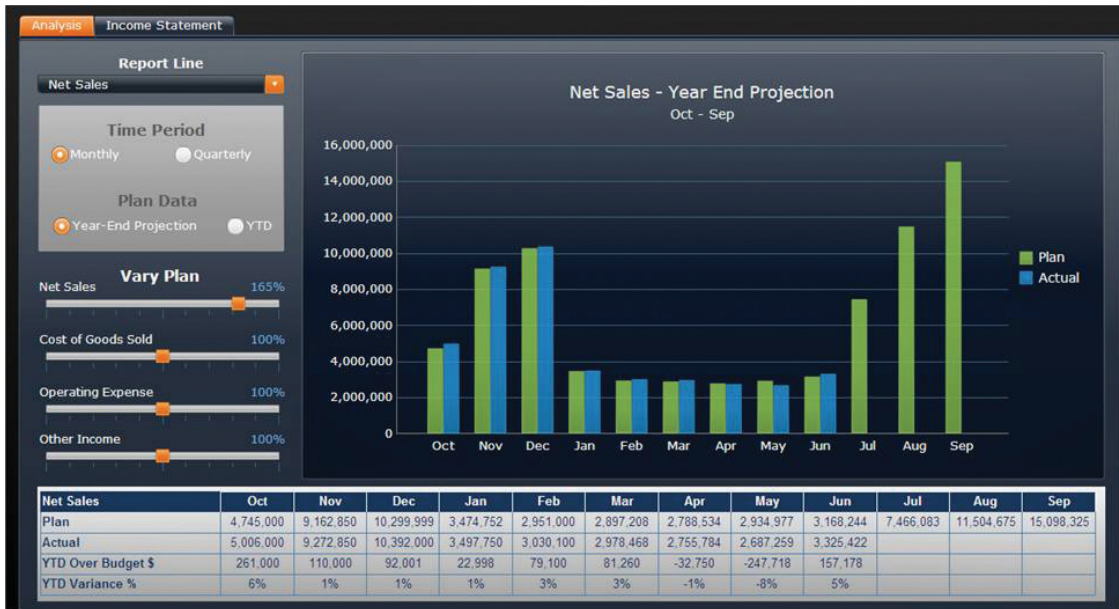 Analysis Income Statement
Report Line
Net Sales
Time Period
Monthly Quarterly
Plan Data
Year-End Projection YTD
Vary Plan
Net Sales 165%
Cost of Goods Sold 100%
Operating Expense 100%
Other Income 100%
Net Sales - Year End Projection
Oct - Sep
16,000,000
14,000,000
12,000,000
10,000,000
8,000,000
6,000,000
4,000,000
2,000,000
0
Oct Nov Dec Jan Feb Mar Apr May Jun Jul Aug Sep
Plan
Actual
Net Sales Oct Nov Dec Jan Feb Mar Apr May Jun Jul Aug Sep
Plan 4,745,000 9,162,850 10,299,999 3,474,752 2,951,000 2,897,208 2,788,534 2,934,977 3,168,244 7,466,083 11,504,675 15,098,325
Actual 5,006,000 9,272,850 10,392,000 3,497,750 3,030,100 2,978,468 2,755,784 2,687,259 3,325,422
YTD Over Budget $ 261,000 110,000 92,001 22,998 79,100 81,260 -32,750 -247,718 157,178
YTD Variance % 6% 1% 1% 1% 3% 3% -1% -8% 5%